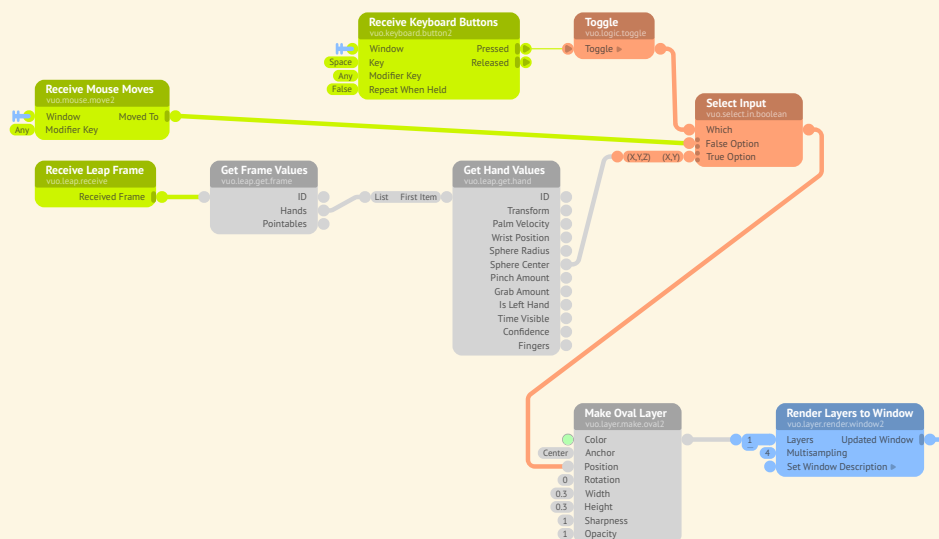 Receive Keyboard Buttons
vuo.keyboard.button2
Window Pressed
Space Key Released
Any Modifier Key
False Repeat When Held
Toggle
vuo.logic.toggle
Toggle
Receive Mouse Moves
vuo.mouse.move2
Window Moved To
Any Modifier Key
Select Input
vuo.select.in.boolean
Which
False Option
(X,Y,Z) (X,Y) True Option
Receive Leap Frame
vuo.leap.receive
Received Frame
Get Frame Values
vuo.leap.get.frame
ID
Hands
Pointables
List First Item
Get Hand Values
vuo.leap.get.hand
ID
Transform
Palm Velocity
Wrist Position
Sphere Radius
Sphere Center
Pinch Amount
Grab Amount
Is Left Hand
Time Visible
Confidence
Fingers
Make Oval Layer
vuo.layer.make.oval2
Color
Center Anchor
Position
0 Rotation
0.3 Width
0.3 Height
1 Sharpness
1 Opacity
Render Layers to Window
vuo.layer.render.window2
1 Layers Updated Window
4 Multisampling
Set Window Description